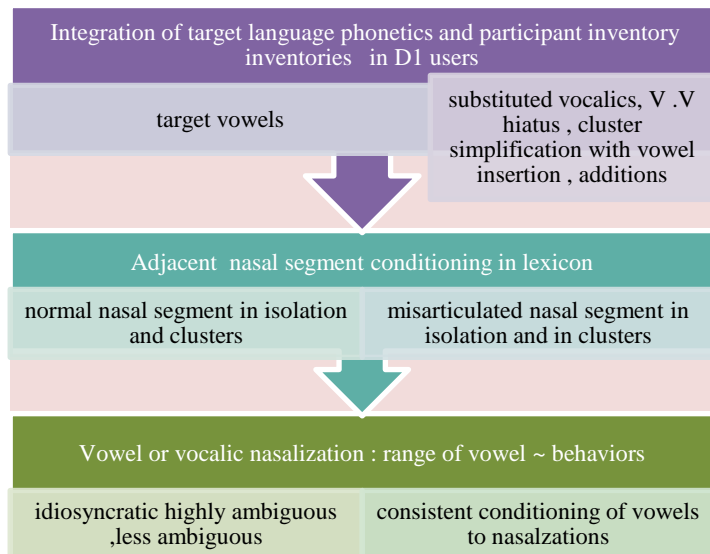 Integration of target language phonetics and participant inventory
inventories in D1 users
target vowels
substituted vocalics, V .V
hiatus , cluster
simplification with vowel
insertion , additions
Adjacent nasal segment conditioning in lexicon
normal nasal segment in isolation
and clusters
misarticulated nasal segment in
isolation and in clusters
Vowel or vocalic nasalization : range of vowel ~ behaviors
idiosyncratic highly ambiguous
,less ambiguous
consistent conditioning of vowels
to nasalzations